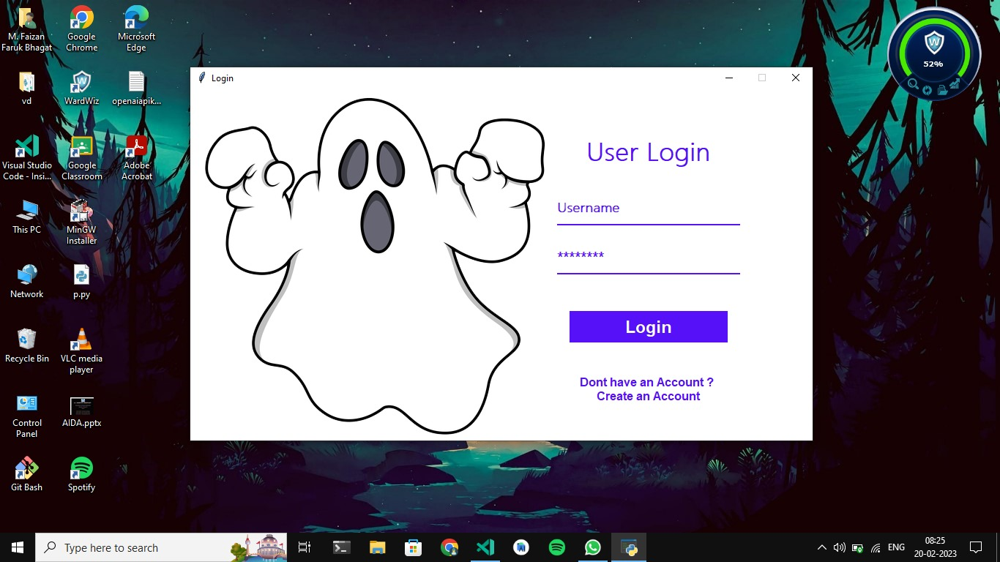 M. Faizan
Faruk Bhagat
Google
Chrome
Microsoft
Edge
vd
WardWiz
openaiapik...
Visual Studio
Code - Insi...
Google
Classroom
Adobe
Acrobat
This PC
MinGW
Installer
Network
p.py
Recycle Bin
VLC media
player
Control
Panel
AIDA.pptx
Git Bash
Spotify
W
52%
Login
User Login
Username
********
Login
Dont have an Account ?
Create an Account
Type here to search
ENG
08:25
20-02-2023